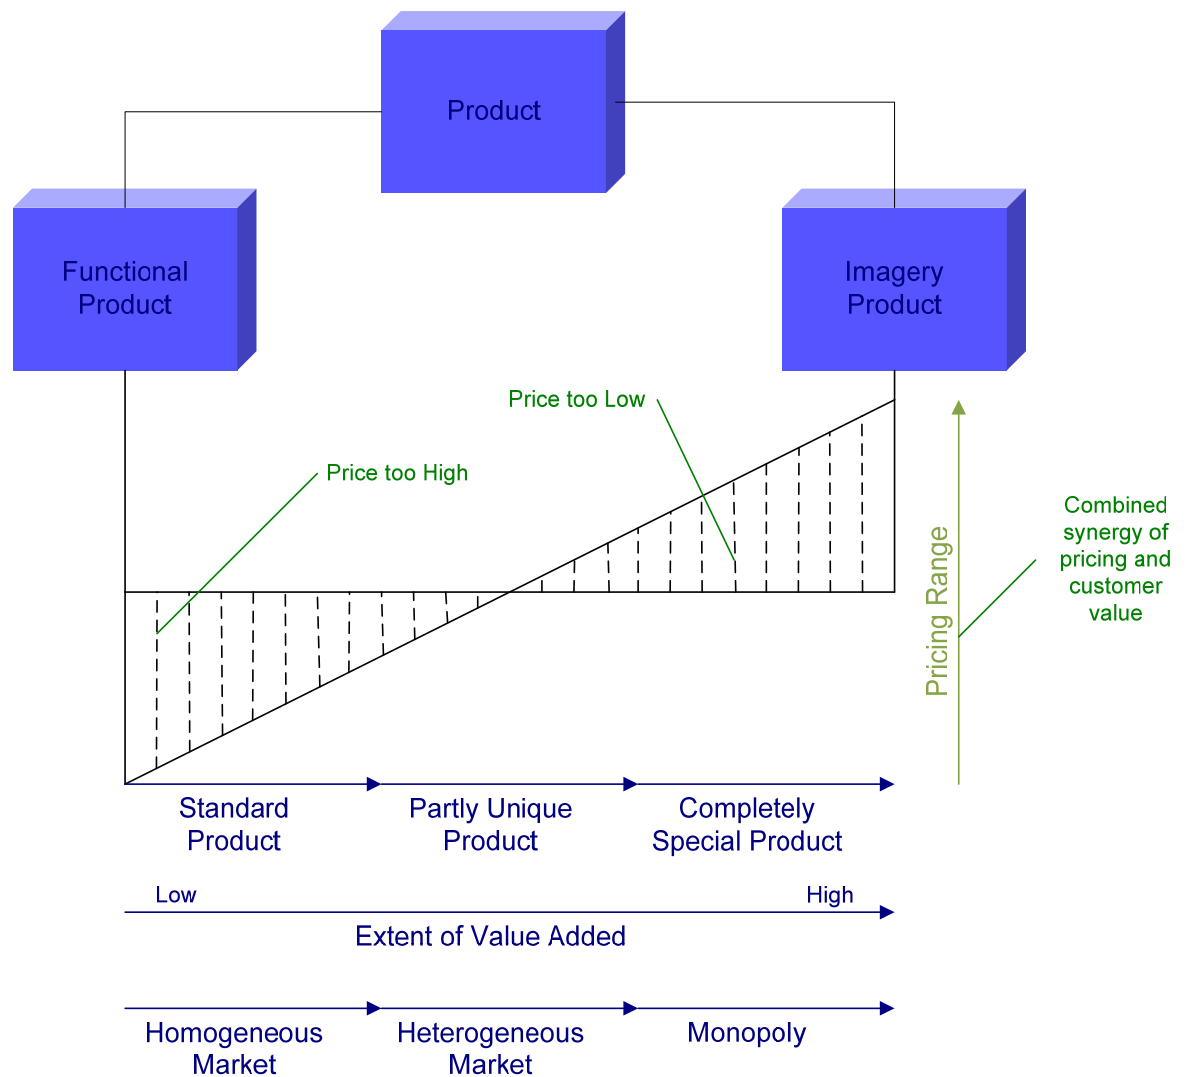 Product
Functional
Product
Imagery
Product
Price too Low
Price too High
Pricing Range
Combined
synergy of
pricing and
customer
value
Standard
Product
Partly Unique
Product
Completely
Special Product
Low
High
Extent of Value Added
Homogeneous
Market
Heterogeneous
Market
Monopoly